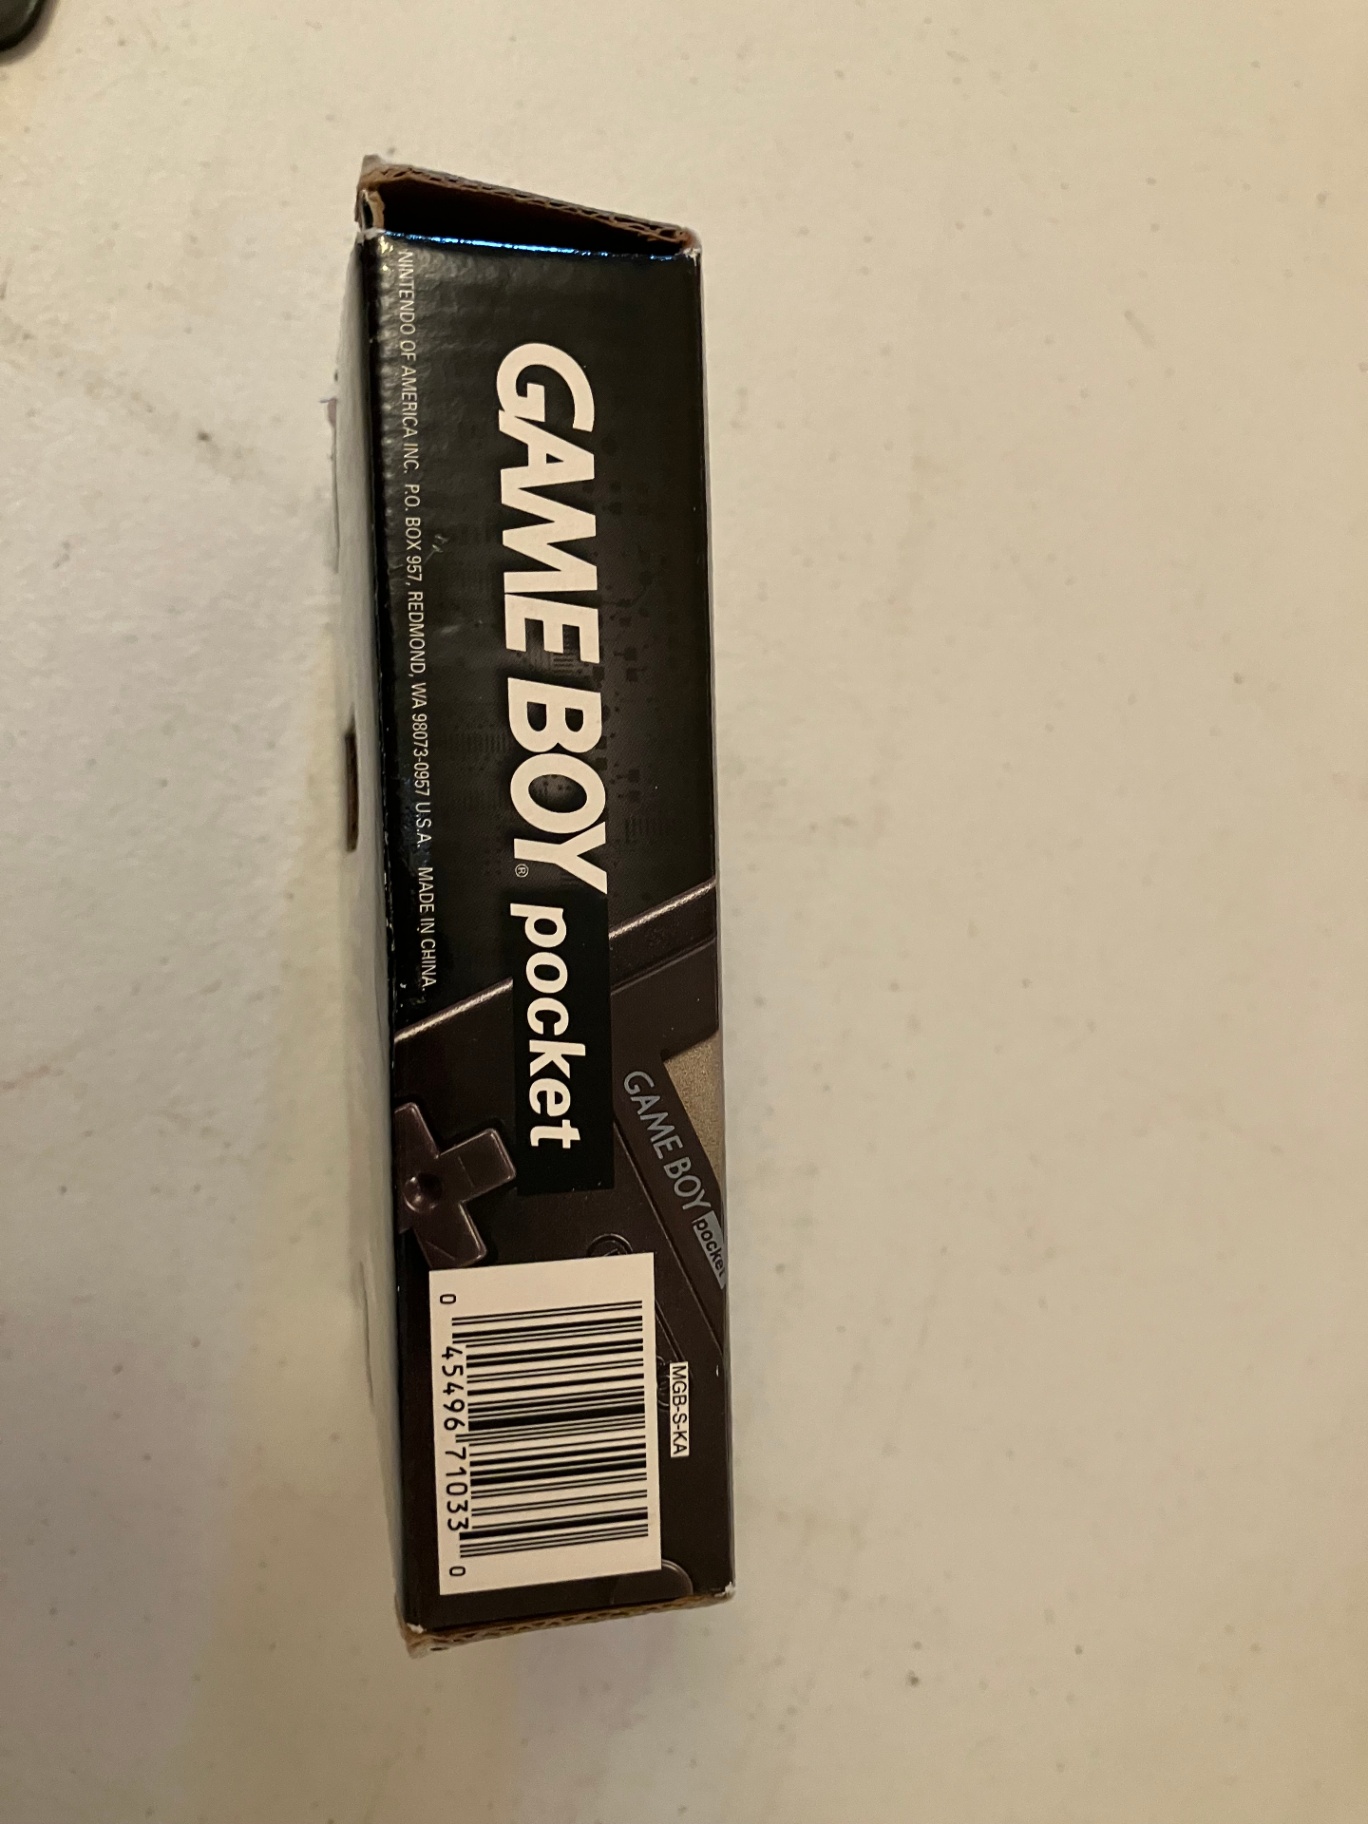 GAME BOY® pocket
NINTENDO OF AMERICA INC. P.O. BOX 957, REDMOND, WA 98073-0957 U.S.A. MADE IN CHINA.
GAME BOY pocket
MGB-S-KA
0 45496 71033 0